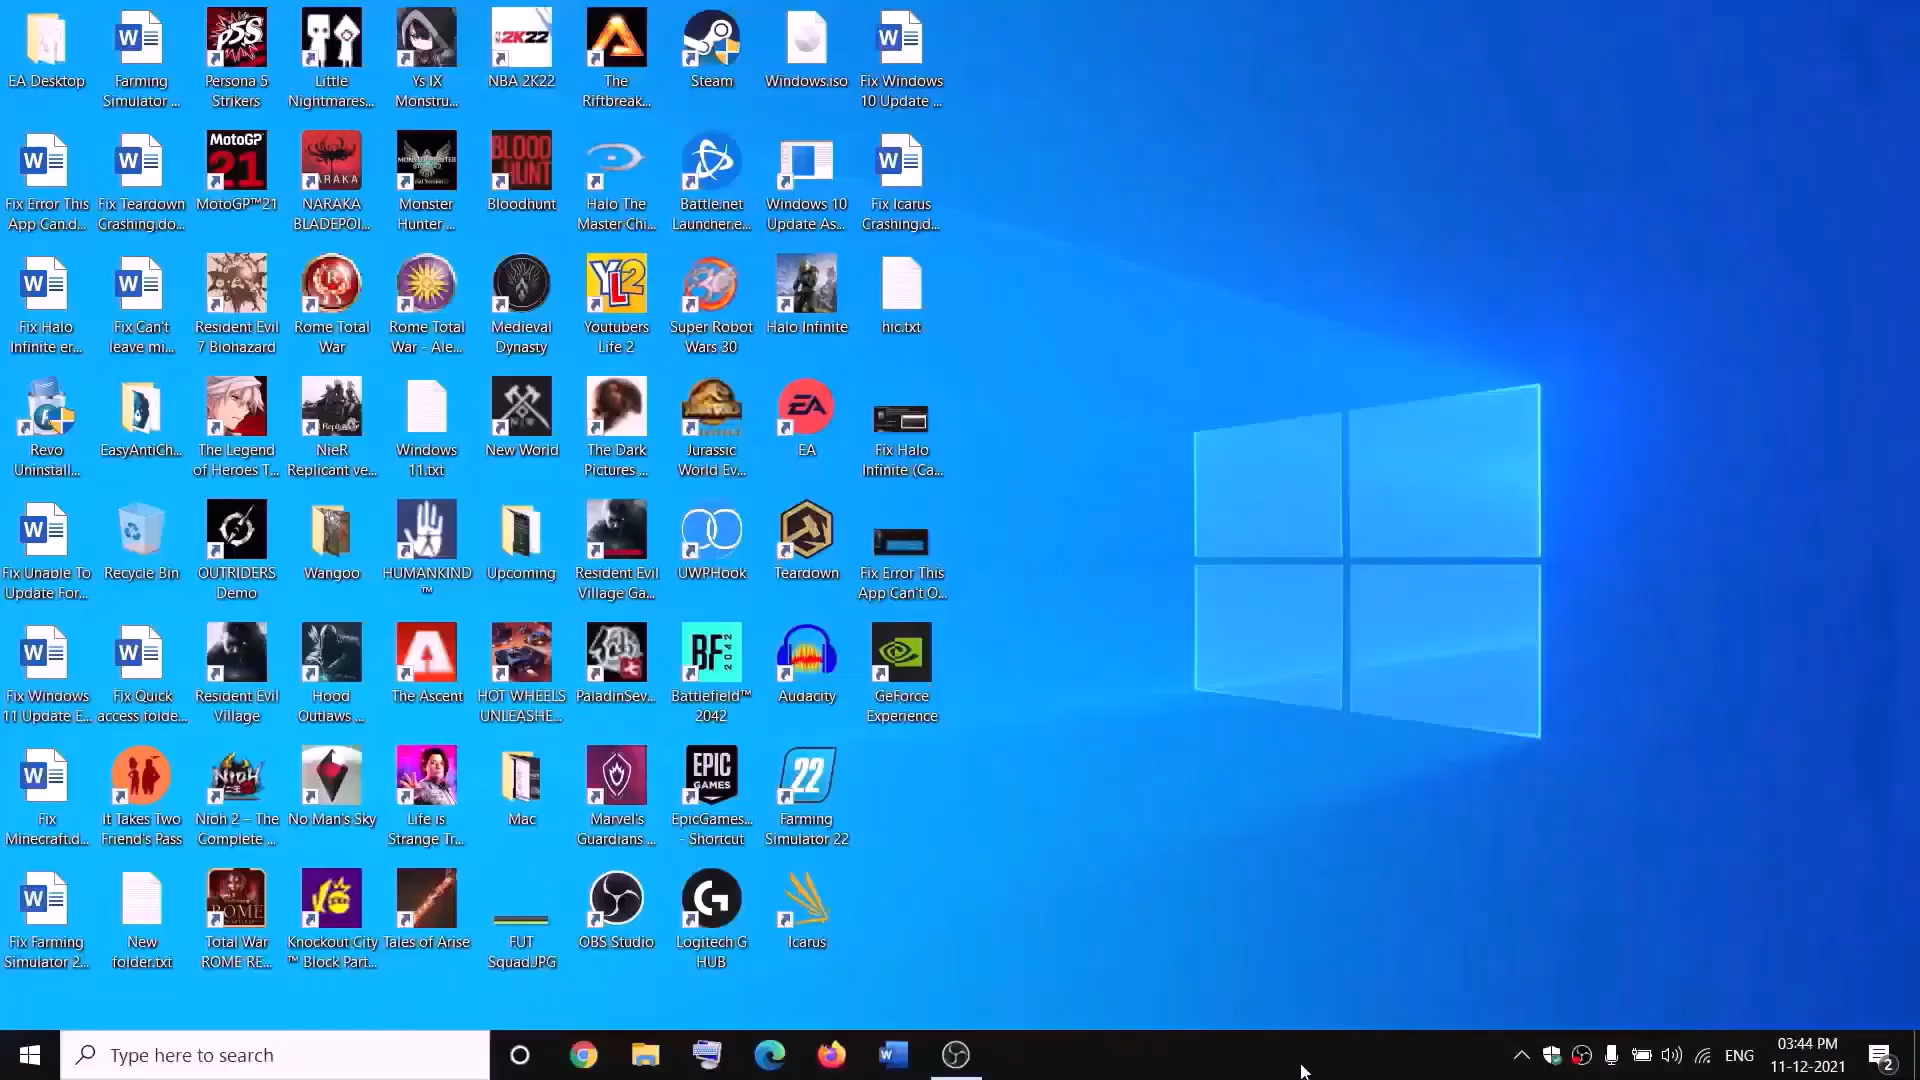 EA Desktop
Farming
Simulator ...
Persona 5
Strikers
Little
Nightmares...
Ys IX
Monstru...
NBA 2K22
The
Riftbreak...
Steam
Windows.iso
Fix Windows
10 Update ...
Fix Error This
App Can.d...
Fix Teardown
Crashing.do...
MotoGP™21
NARAKA
BLADEPOI...
Monster
Hunter ...
Bloodhunt
Halo The
Master Chi...
Battle.net
Launcher.e...
Windows 10
Update As...
Fix Icarus
Crashing.d...
Fix Halo
Infinite er...
Fix Can't
leave mi...
Resident Evil
7 Biohazard
Rome Total
War
Rome Total
War - Ale...
Medieval
Dynasty
Youtubers
Life 2
Super Robot
Wars 30
Halo Infinite
hic.txt
Revo
Uninstall...
EasyAntiCh...
The Legend
of Heroes T...
NieR
Replicant ve...
Windows
11.txt
New World
The Dark
Pictures ...
Jurassic
World Ev...
EA
Fix Halo
Infinite (Ca...
Fix Unable To
Update For...
Recycle Bin
OUTRIDERS
Demo
Wangoo
HUMANKIND
™
Upcoming
Resident Evil
Village Ga...
UWPHook
Teardown
Fix Error This
App Can't O...
Fix Windows
11 Update E...
Fix Quick
access folde...
Resident Evil
Village
Hood
Outlaws ...
The Ascent
HOT WHEELS
UNLEASHE...
PaladinSev...
Battlefield™
2042
Audacity
GeForce
Experience
Fix
Minecraft.d...
It Takes Two
Friend's Pass
Nioh 2 – The
Complete ...
No Man's Sky
Life is
Strange Tr...
Mac
Marvel's
Guardians ...
EpicGames...
- Shortcut
Farming
Simulator 22
Fix Farming
Simulator 2...
New
folder.txt
Total War
ROME RE...
Knockout City
™ Block Part...
Tales of Arise
FUT
Squad.JPG
OBS Studio
Logitech G
HUB
Icarus
Type here to search
ENG
03:44 PM
11-12-2021
2